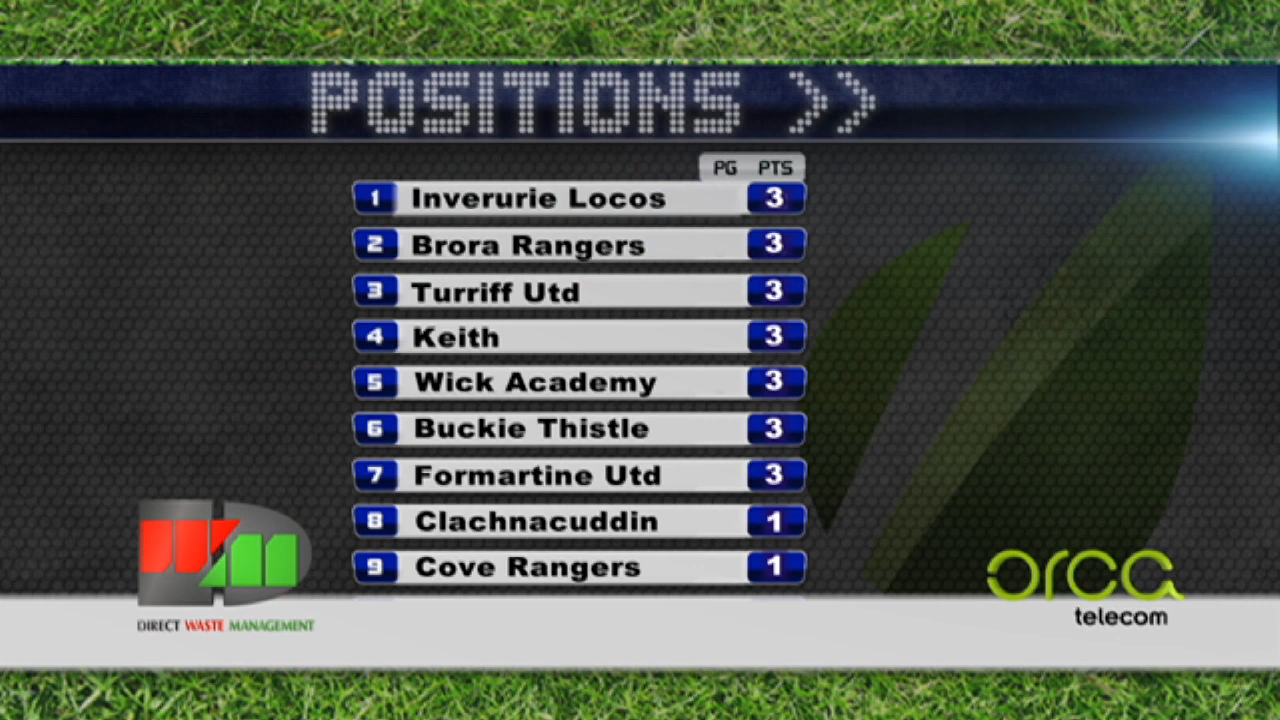 POSITIONS >>
PG PTS
1 Inverurie Locos 3
2 Brora Rangers 3
3 Turriff Utd 3
4 Keith 3
5 Wick Academy 3
6 Buckie Thistle 3
7 Formartine Utd 3
8 Clachnacuddin 1
9 Cove Rangers 1
DIRECT WASTE MANAGEMENT
orca
telecom